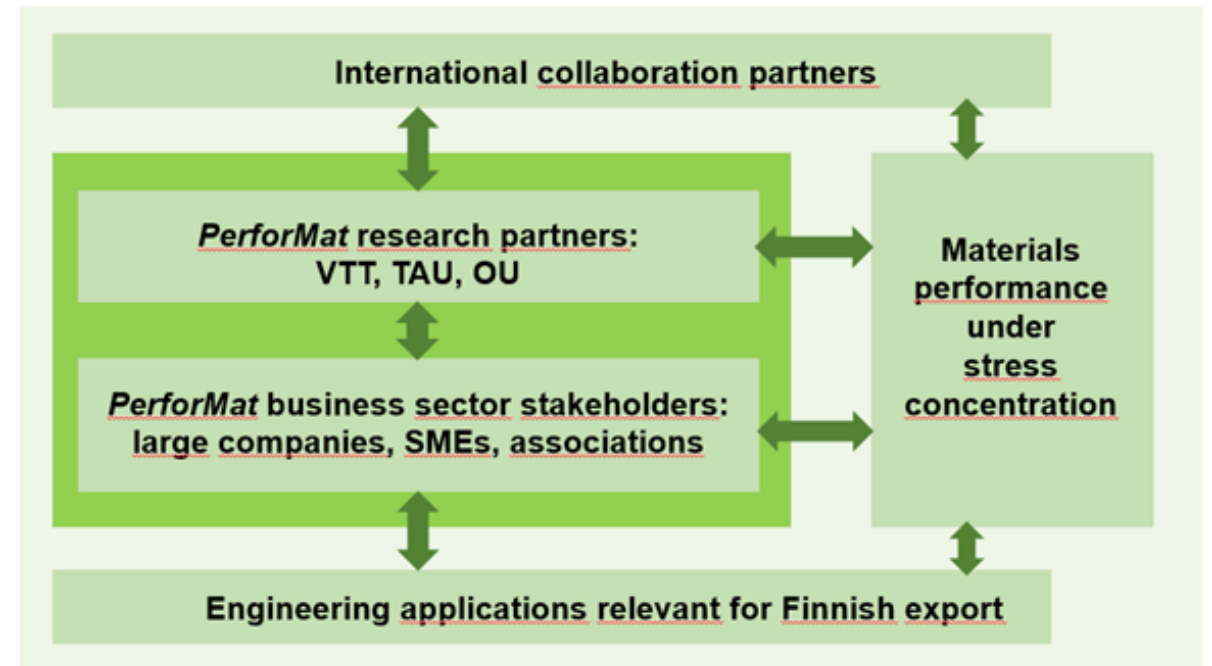 International collaboration partners
PerforMat research partners:
VTT, TAU, OU
PerforMat business sector stakeholders:
large companies, SMEs, associations
Materials
performance
under
stress
concentration
Engineering applications relevant for Finnish export